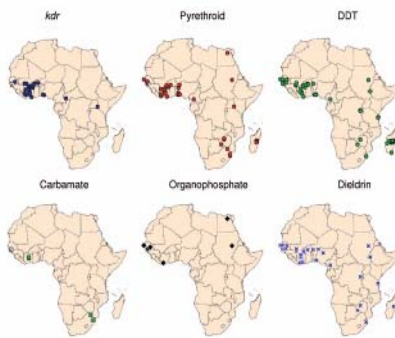 kdr
Pyrethroid
DDT
Carbamate
Organophosphate
Dieldrin